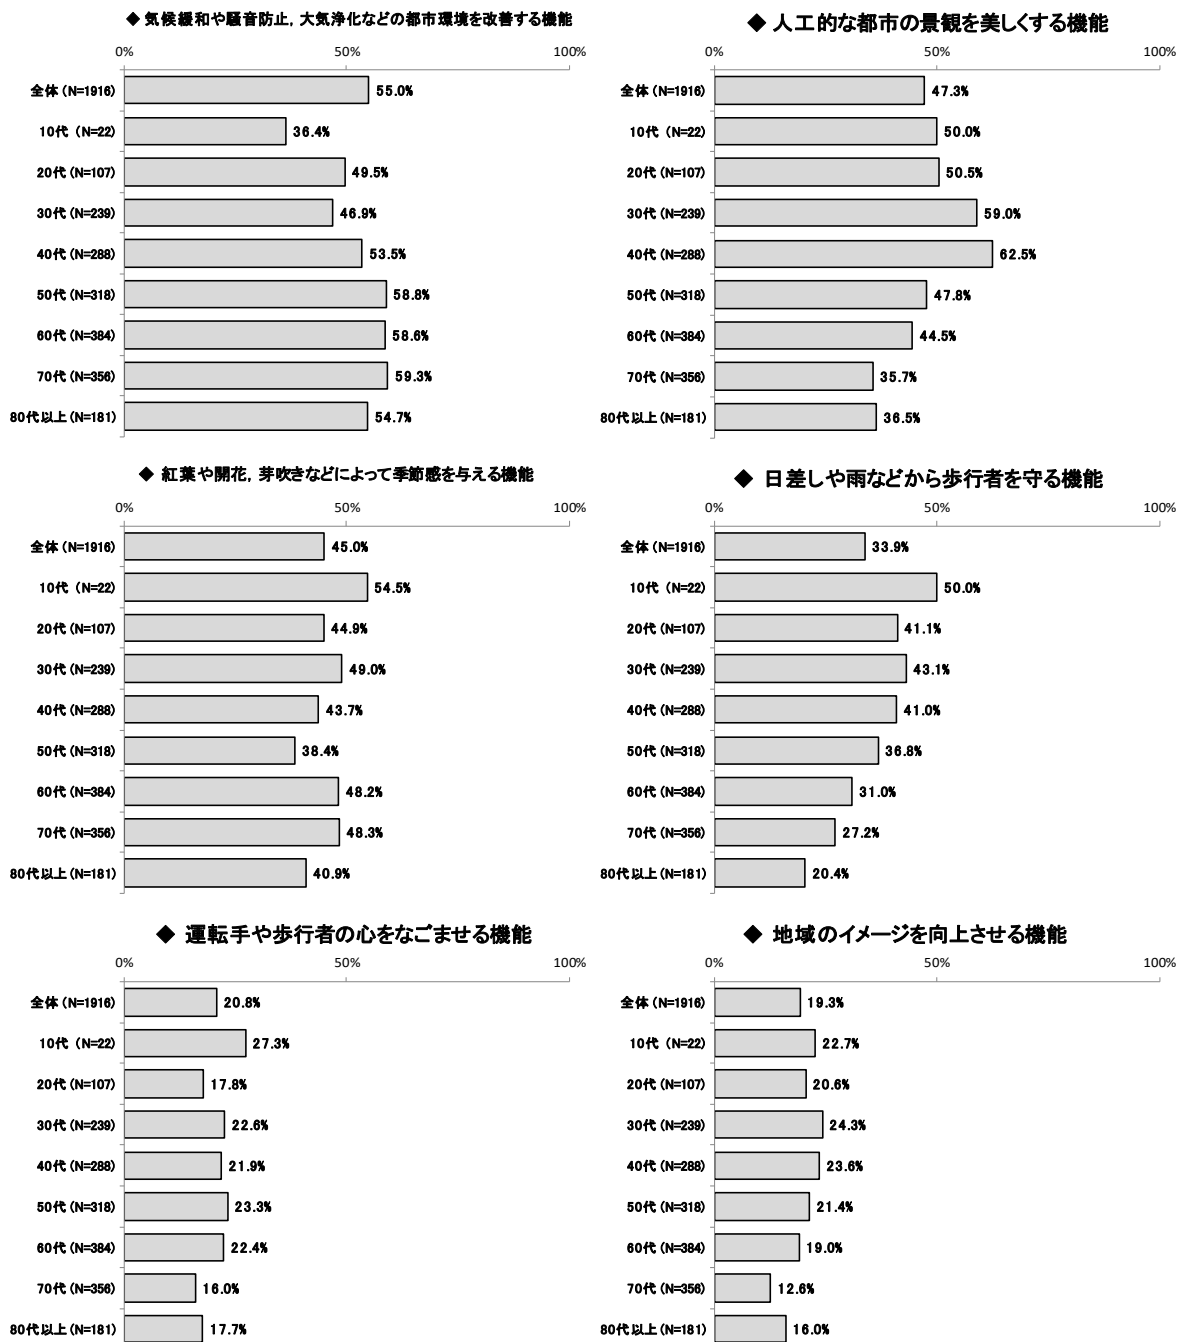 ◆ 気候緩和や騒音防止，大気浄化などの都市環境を改善する機能
0% 50% 100%
全体（N=1916） 55.0%
10代（N=22） 36.4%
20代（N=107） 49.5%
30代（N=239） 46.9%
40代（N=288） 53.5%
50代（N=318） 58.8%
60代（N=384） 58.6%
70代（N=356） 59.3%
80代以上（N=181） 54.7%
◆ 人工的な都市の景観を美しくする機能
0% 50% 100%
全体（N=1916） 47.3%
10代（N=22） 50.0%
20代（N=107） 50.5%
30代（N=239） 59.0%
40代（N=288） 62.5%
50代（N=318） 47.8%
60代（N=384） 44.5%
70代（N=356） 35.7%
80代以上（N=181） 36.5%
◆ 紅葉や開花，芽吹きなどによって季節感を与える機能
0% 50% 100%
全体（N=1916） 45.0%
10代（N=22） 54.5%
20代（N=107） 44.9%
30代（N=239） 49.0%
40代（N=288） 43.7%
50代（N=318） 38.4%
60代（N=384） 48.2%
70代（N=356） 48.3%
80代以上（N=181） 40.9%
◆ 日差しや雨などから歩行者を守る機能
0% 50% 100%
全体（N=1916） 33.9%
10代（N=22） 50.0%
20代（N=107） 41.1%
30代（N=239） 43.1%
40代（N=288） 41.0%
50代（N=318） 36.8%
60代（N=384） 31.0%
70代（N=356） 27.2%
80代以上（N=181） 20.4%
◆ 運転手や歩行者の心をなごませる機能
0% 50% 100%
全体（N=1916） 20.8%
10代（N=22） 27.3%
20代（N=107） 17.8%
30代（N=239） 22.6%
40代（N=288） 21.9%
50代（N=318） 23.3%
60代（N=384） 22.4%
70代（N=356） 16.0%
80代以上（N=181） 17.7%
◆ 地域のイメージを向上させる機能
0% 50% 100%
全体（N=1916） 19.3%
10代（N=22） 22.7%
20代（N=107） 20.6%
30代（N=239） 24.3%
40代（N=288） 23.6%
50代（N=318） 21.4%
60代（N=384） 19.0%
70代（N=356） 12.6%
80代以上（N=181） 16.0%